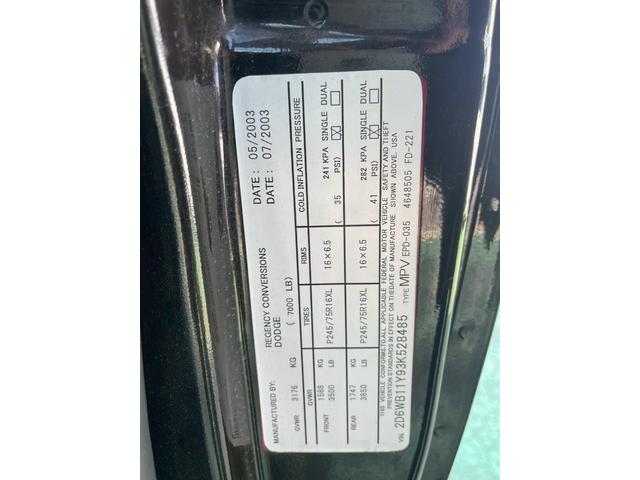 MANUFACTURED BY: REGENCY CONVERSIONS DATE: 05/2003
DODGE DATE: 07/2003
GVWR 3176 KG ( 7000 LB)
GVWR TIRES RIMS COLD INFLATION PRESSURE
FRONT 1588 KG P245/75R16XL 16×6.5 241 KPA SINGLE DUAL
3500 LB ( 35 PSI)
REAR 1747 KG P245/75R16XL 16×6.5 282 KPA SINGLE DUAL
3850 LB ( 41 PSI)
THIS VEHICLE CONFORMS TO ALL APPLICABLE FEDERAL MOTOR VEHICLE SAFETY AND THEFT
PREVENTION STANDARDS IN EFFECT ON THE DATE OF MANUFACTURE SHOWN ABOVE. USA
VIN: 2D6WB11Y93K528485 TYPE MPV EPD-035 4648505 FD-221